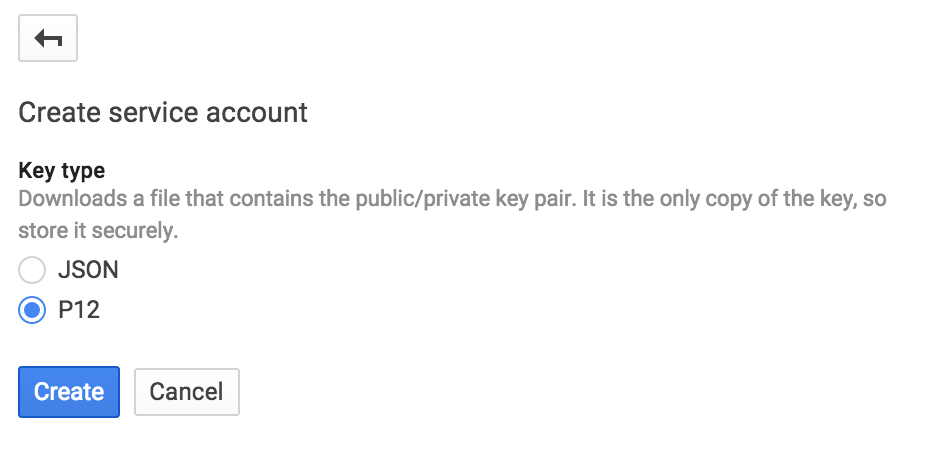 Create service account
Key type
Downloads a file that contains the public/private key pair. It is the only copy of the key, so
store it securely.
JSON
P12
Create
Cancel